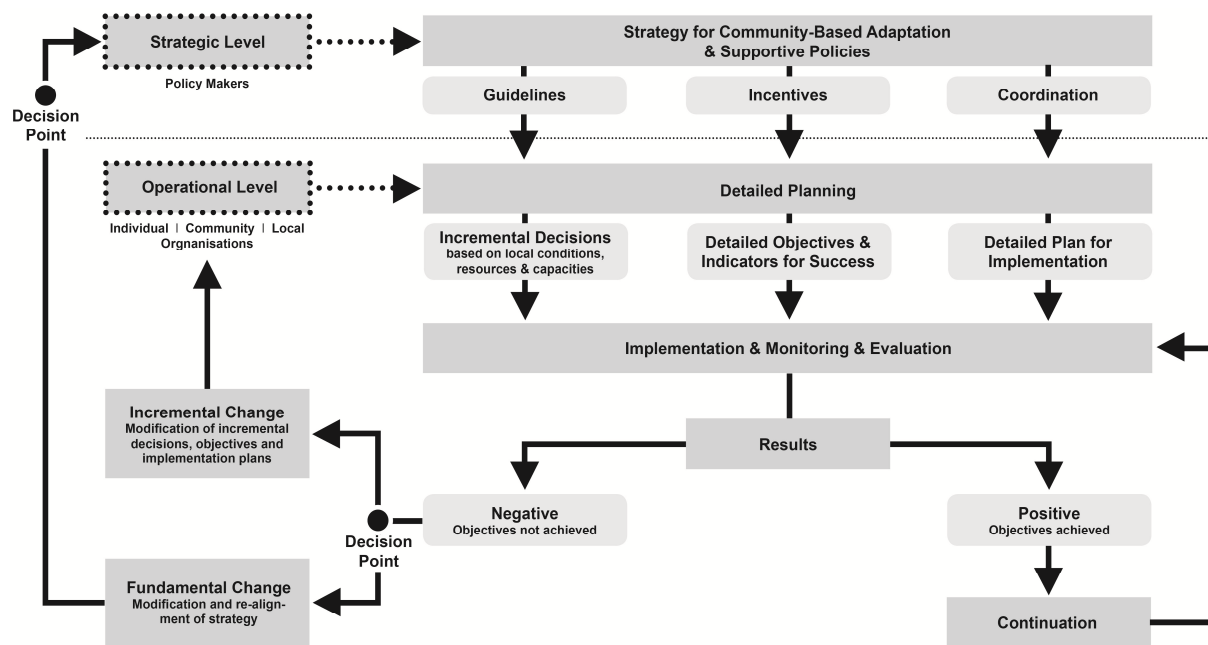 Strategic Level
Policy Makers
Strategy for Community-Based Adaptation
& Supportive Policies
Guidelines
Incentives
Coordination
Decision
Point
Operational Level
Individual | Community | Local
Orgnanisations
Detailed Planning
Incremental Decisions
based on local conditions,
resources & capacities
Detailed Objectives &
Indicators for Success
Detailed Plan for
Implementation
Implementation & Monitoring & Evaluation
Incremental Change
Modification of incremental
decisions, objectives and
implementation plans
Results
Negative
Objectives not achieved
Positive
Objectives achieved
Decision
Point
Fundamental Change
Modification and re-align-
ment of strategy
Continuation